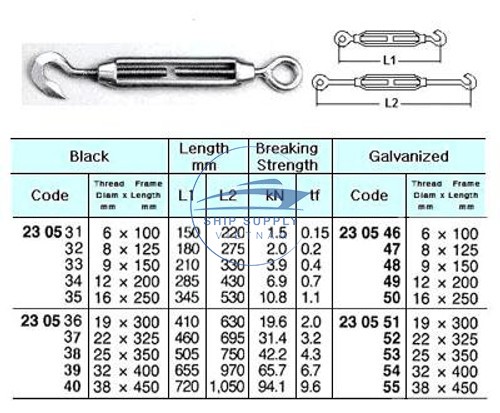 L1
L2
Black Length mm Breaking Strength Galvanized
Code Thread Diam mm x Frame Length mm L1 L2 kN tf Code Thread Diam mm x Frame Length mm
SHIP SUPPLY
VIETNAM
23 05 31 6 × 100 150 220 1.5 0.15 23 05 46 6 × 100
32 8 × 125 180 275 2.0 0.2 47 8 × 125
33 9 × 150 210 330 3.9 0.4 48 9 × 150
34 12 × 200 285 430 6.9 0.7 49 12 × 200
35 16 × 250 345 530 10.8 1.1 50 16 × 250
23 05 36 19 × 300 410 630 19.6 2.0 23 05 51 19 × 300
37 22 × 325 460 695 31.4 3.2 52 22 × 325
38 25 × 350 505 750 42.2 4.3 53 25 × 350
39 32 × 400 655 970 65.7 6.7 54 32 × 400
40 38 × 450 720 1,050 94.1 9.6 55 38 × 450